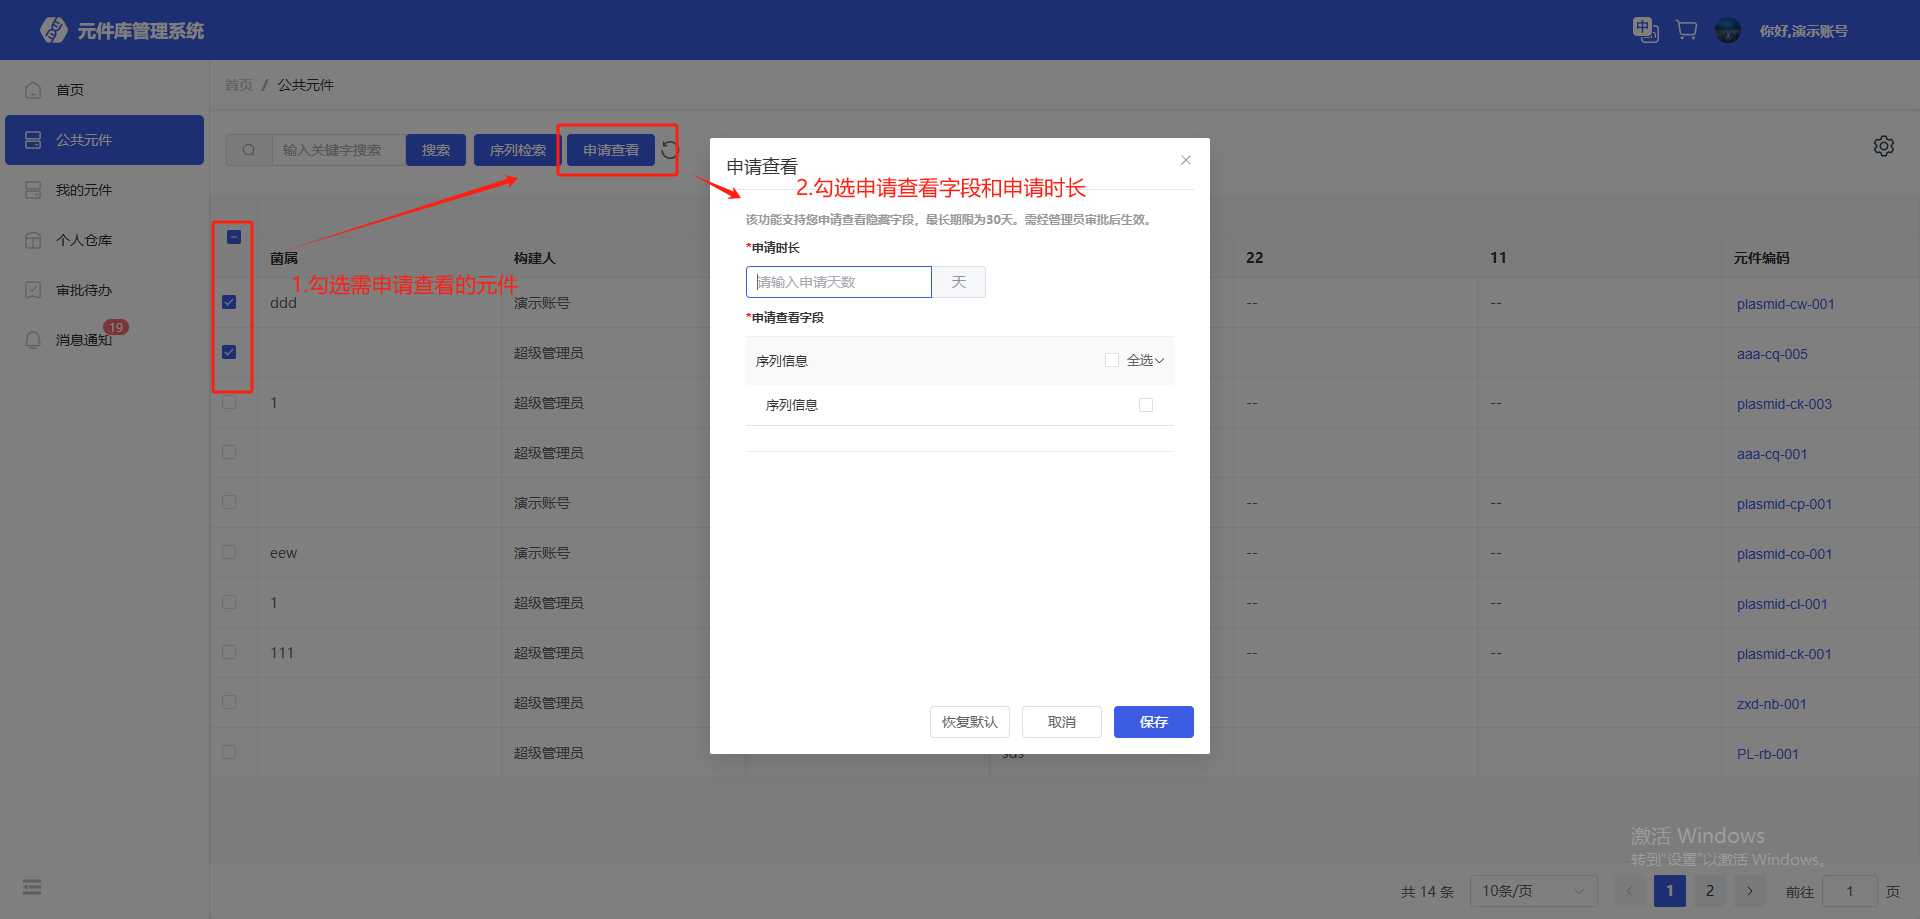 元件库管理系统
中
你好,演示账号
首页
公共元件
我的元件
个人仓库
审批待办
消息通知
19
首页 / 公共元件
输入关键字搜索
搜索
序列检索
申请查看
菌属
构建人
22
11
元件编码
1.勾选需申请查看的元件
ddd
演示账号
--
--
plasmid-cw-001
超级管理员
aaa-cq-005
1
超级管理员
--
--
plasmid-ck-003
超级管理员
aaa-cq-001
演示账号
--
--
plasmid-cp-001
eew
演示账号
--
--
plasmid-co-001
1
超级管理员
--
--
plasmid-cl-001
111
超级管理员
--
--
plasmid-ck-001
超级管理员
zxd-nb-001
超级管理员
sds
PL-rb-001
申请查看
2.勾选申请查看字段和申请时长
该功能支持您申请查看隐藏字段，最长期限为30天。需经管理员审批后生效。
*申请时长
请输入申请天数
天
*申请查看字段
序列信息
全选
序列信息
恢复默认
取消
保存
激活 Windows
转到"设置"以激活 Windows。
共 14 条
10条/页
1
2
前往
1
页